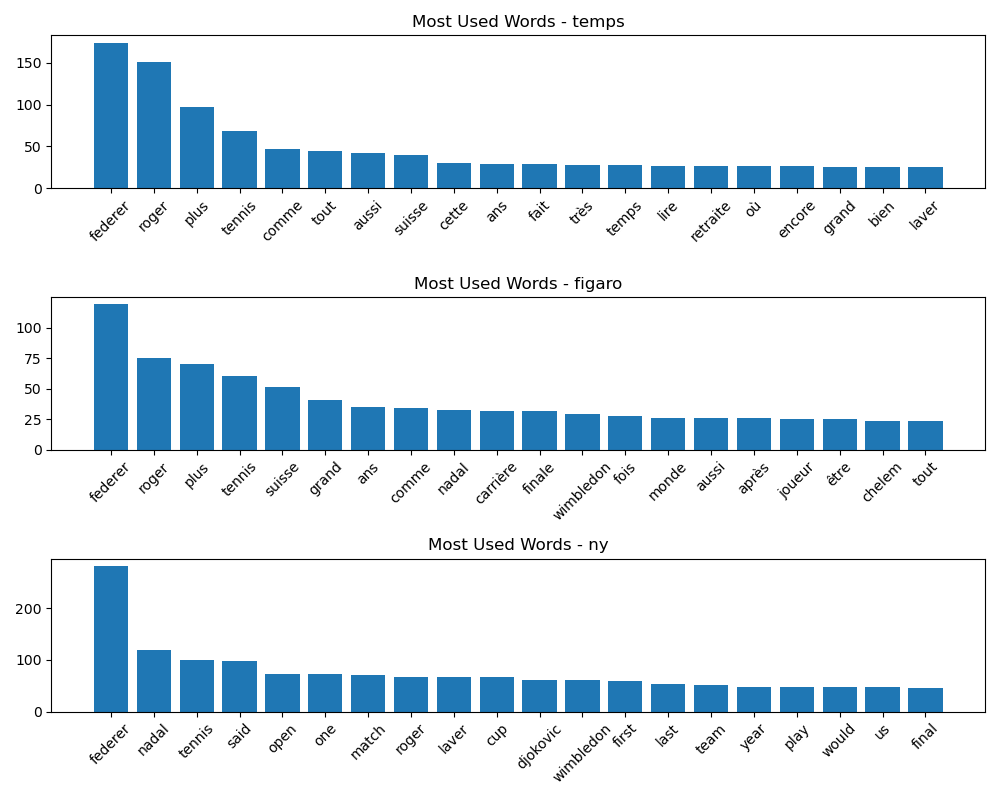 Most Used Words - temps
150
100
50
0
federer roger plus tennis comme tout aussi suisse cette ans fait très temps lire retraite où encore grand bien laver
Most Used Words - figaro
100
75
50
25
0
federer roger plus tennis suisse grand ans comme nadal carrière finale wimbledon fois monde aussi après joueur être chelem tout
Most Used Words - ny
200
100
0
federer nadal tennis said open one match roger laver cup djokovic wimbledon first last team year play would us final